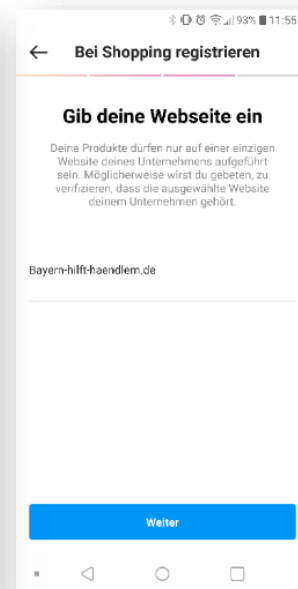 93% 11:55
Bei Shopping registrieren
Gib deine Webseite ein
Deine Produkte dürfen nur auf einer einzigen
Website deines Unternehmens aufgeführt
sein. Möglicherweise wirst du gebeten, zu
verifizieren, dass die ausgewählte Website
deinem Unternehmen gehört.
Bayern-hilft-haendlern.de
Weiter